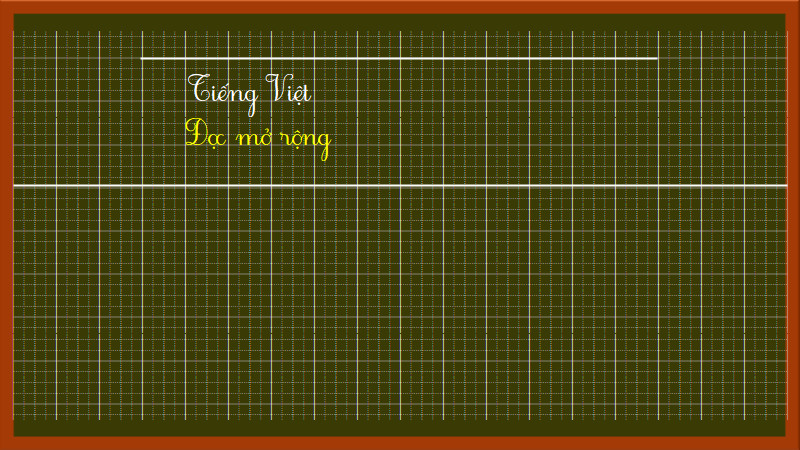 Tiếng Việt
Đọc mở rộng